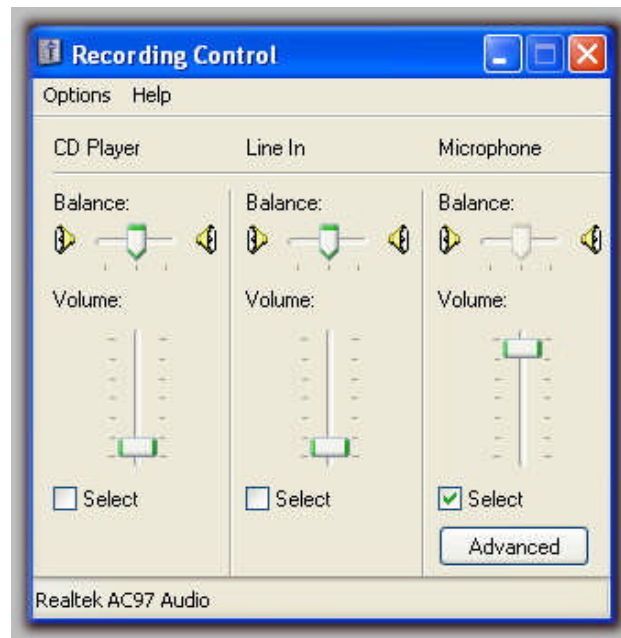 Recording Control
Options Help
CD Player Line In Microphone
Balance: Balance: Balance:
Volume: Volume: Volume:
Select Select Select
Advanced
Realtek AC97 Audio